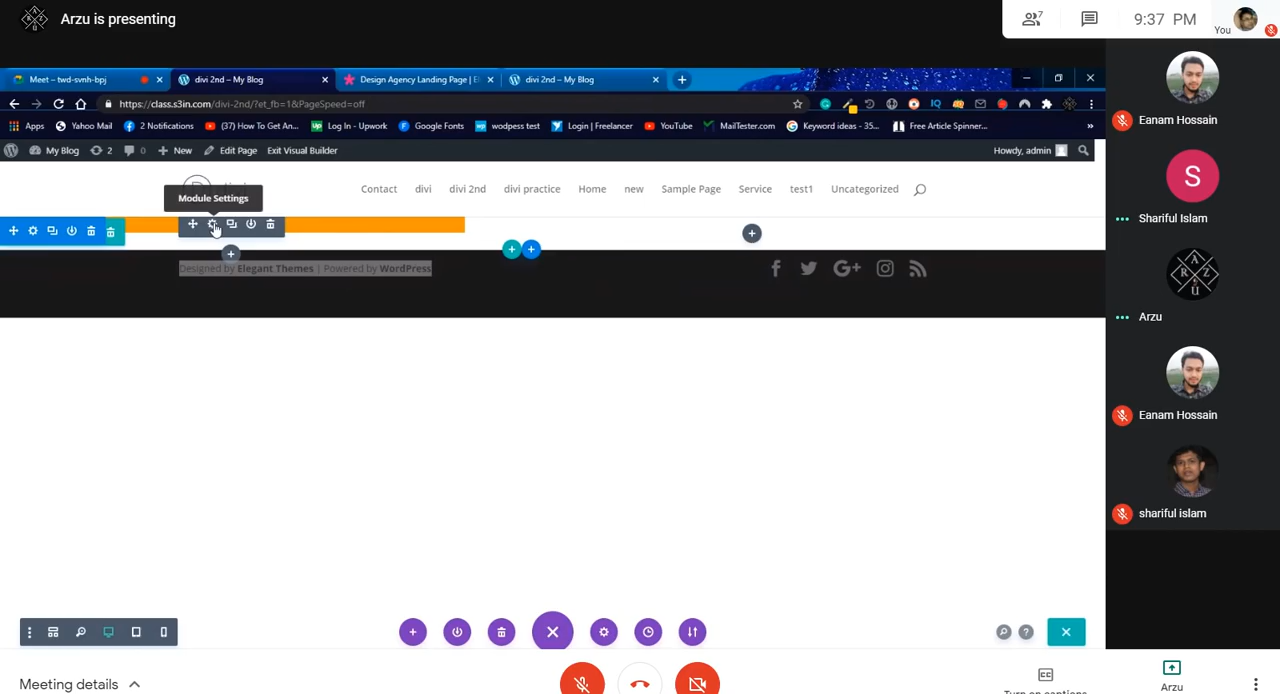 Arzu is presenting
7
9:37 PM
You
Meet – twd-svnh-bpj
divi 2nd – My Blog
Design Agency Landing Page | El
divi 2nd – My Blog
https://class.s3in.com/divi-2nd/?et_fb=1&PageSpeed=off
Apps
Yahoo Mail
2 Notifications
(37) How To Get An...
Log In - Upwork
Google Fonts
wodpess test
Login | Freelancer
YouTube
MailTester.com
Keyword ideas - 35...
Free Article Spinner...
My Blog
2
0
New
Edit Page
Exit Visual Builder
Howdy, admin
Contact
divi
divi 2nd
divi practice
Home
new
Sample Page
Service
test1
Uncategorized
Module Settings
Designed by Elegant Themes | Powered by WordPress
Eanam Hossain
S
Shariful Islam
A
R Z
U
Arzu
Eanam Hossain
shariful islam
Meeting details
Arzu